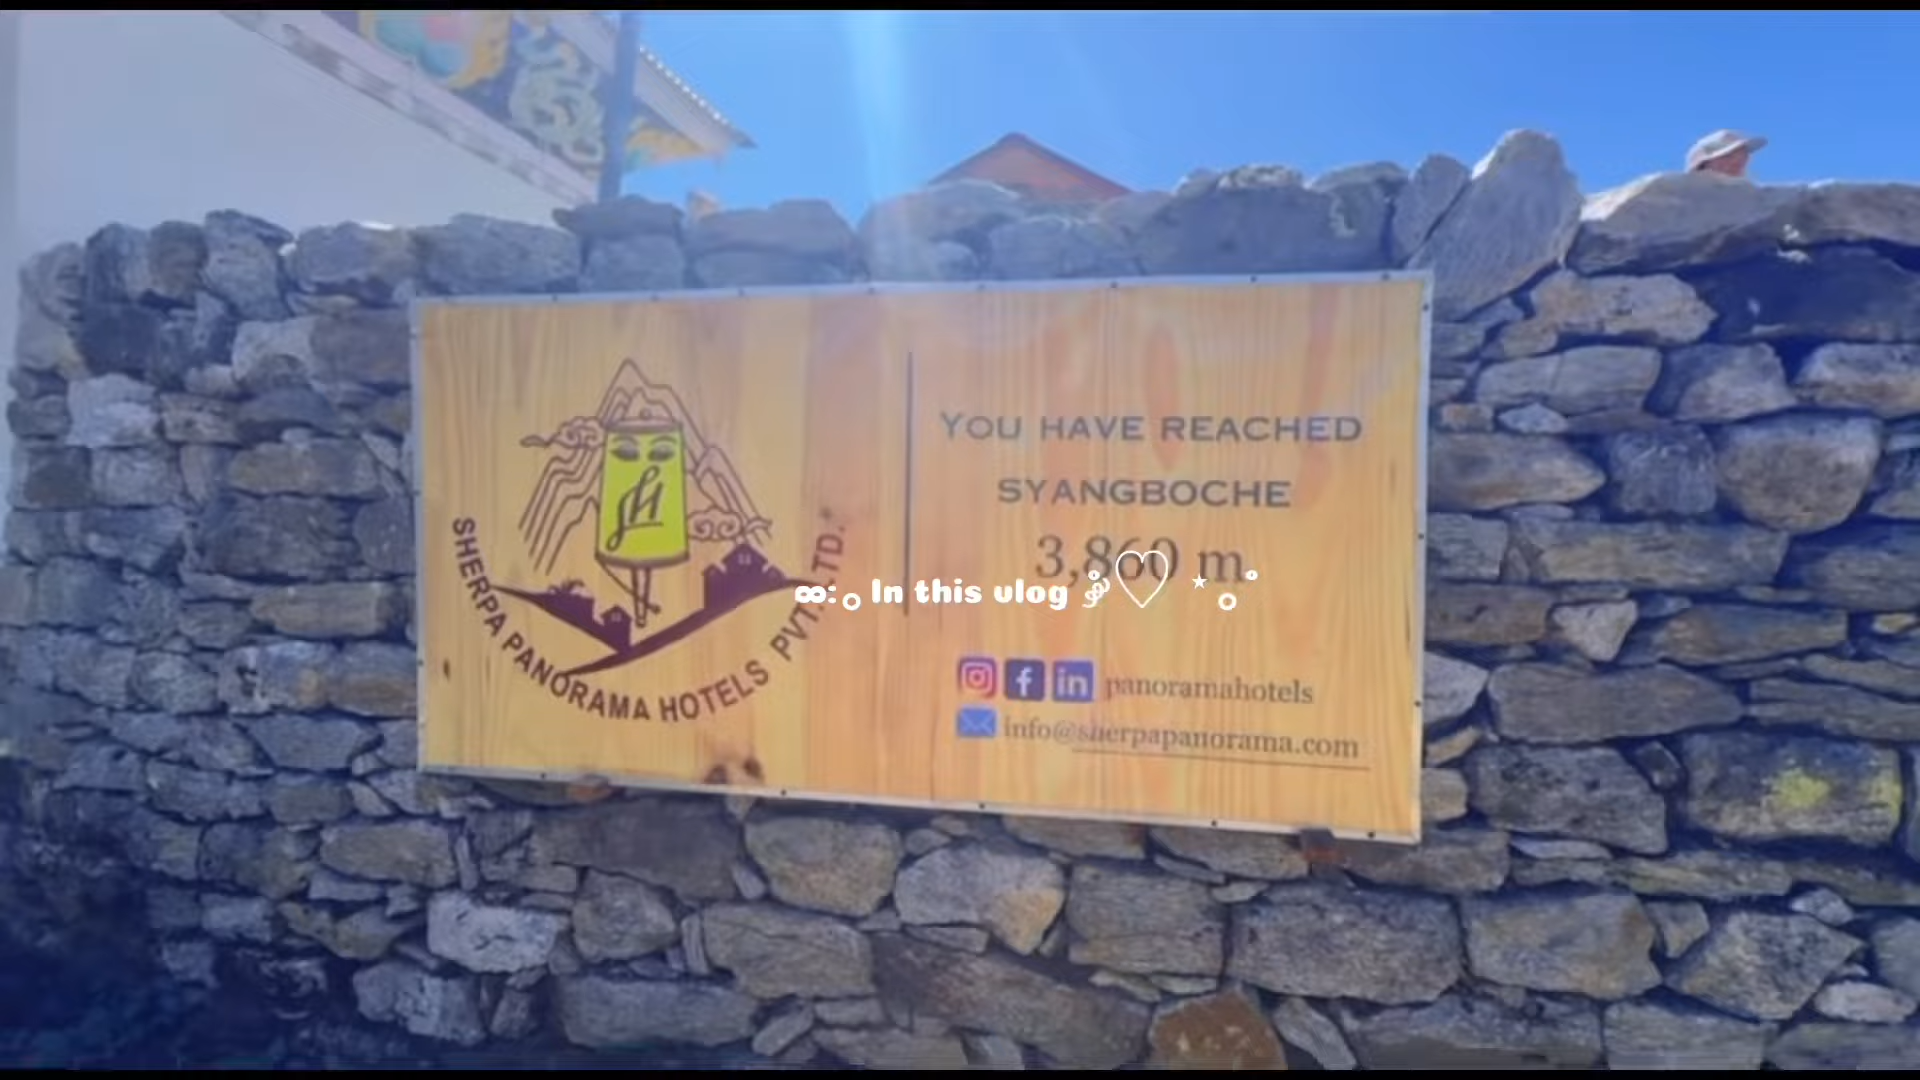 SHERPA PANORAMA HOTELS PVT. LTD.
YOU HAVE REACHED
SYANGBOCHE
3,860 m
In this vlog
panoramahotels
info@sherpapanorama.com